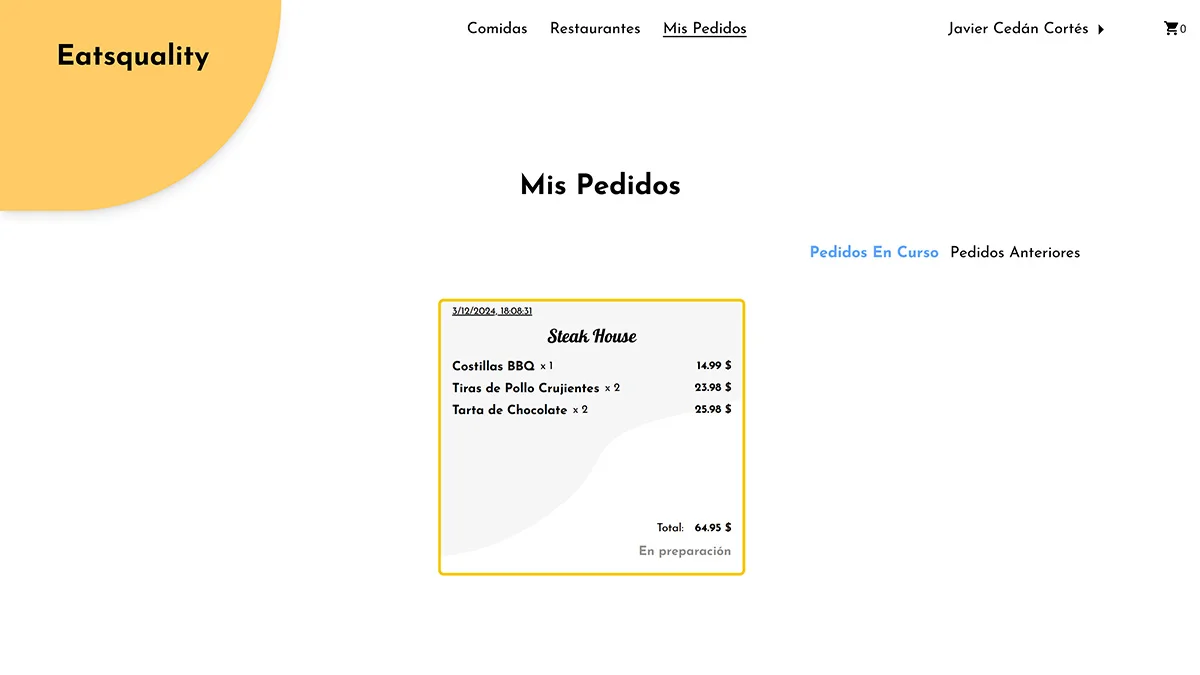 Eatsquality
Comidas Restaurantes Mis Pedidos
Javier Cedán Cortés
0
Mis Pedidos
Pedidos En Curso Pedidos Anteriores
3/12/2024, 18:08:31
Steak House
Costillas BBQ x 1 14.99 $
Tiras de Pollo Crujientes x 2 23.98 $
Tarta de Chocolate x 2 25.98 $
Total: 64.95 $
En preparación